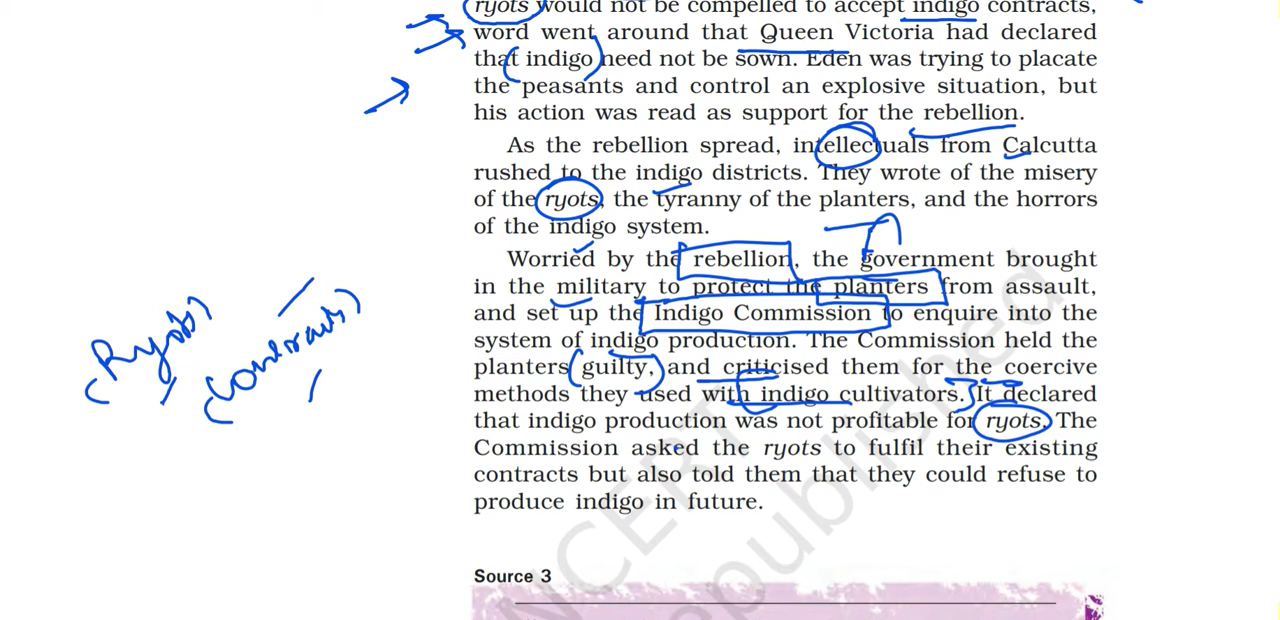 ryots would not be compelled to accept indigo contracts,
word went around that Queen Victoria had declared
that indigo need not be sown. Eden was trying to placate
the peasants and control an explosive situation, but
his action was read as support for the rebellion.
As the rebellion spread, intellectuals from Calcutta
rushed to the indigo districts. They wrote of the misery
of the ryots, the tyranny of the planters, and the horrors
of the indigo system.
Worried by the rebellion, the government brought
in the military to protect the planters from assault,
and set up the Indigo Commission to enquire into the
system of indigo production. The Commission held the
planters guilty, and criticised them for the coercive
methods they used with indigo cultivators. It declared
that indigo production was not profitable for ryots. The
Commission asked the ryots to fulfil their existing
contracts but also told them that they could refuse to
produce indigo in future.
(Ryots)
(Contracts)
Source 3
NCERT
republished